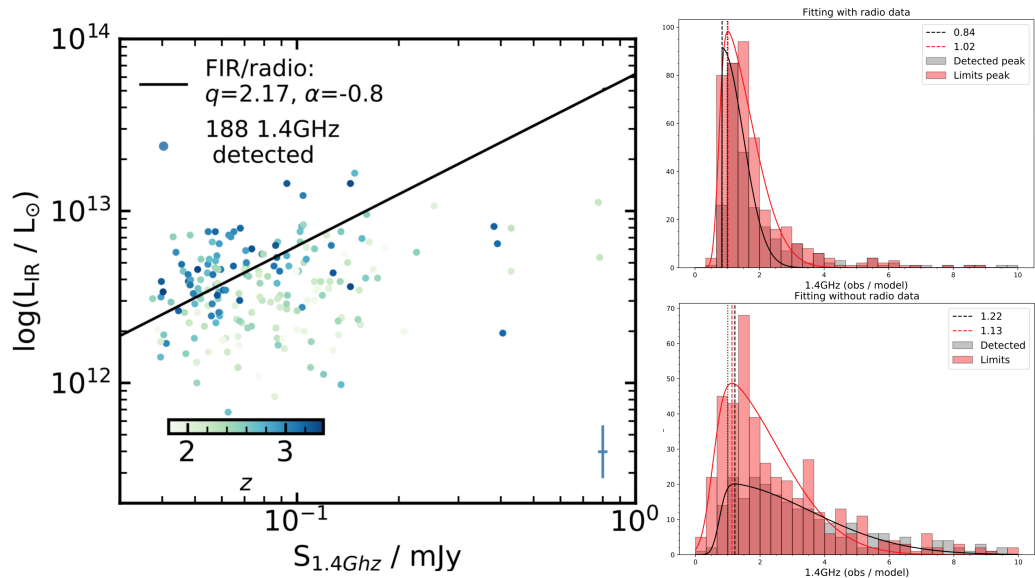 10^14
10^13
10^12
log(L_IR / L_⊙)
FIR/radio:
q=2.17, α=-0.8
188 1.4GHz
detected
2 3
z
10^-1 10^0
S_1.4Ghz / mJy
Fitting with radio data
0.84
1.02
Detected peak
Limits peak
100
80
60
40
20
0
0 2 4 6 8 10
1.4GHz (obs / model)
Fitting without radio data
1.22
1.13
Detected
Limits
70
60
50
40
30
20
10
0
0 2 4 6 8 10
1.4GHz (obs / model)